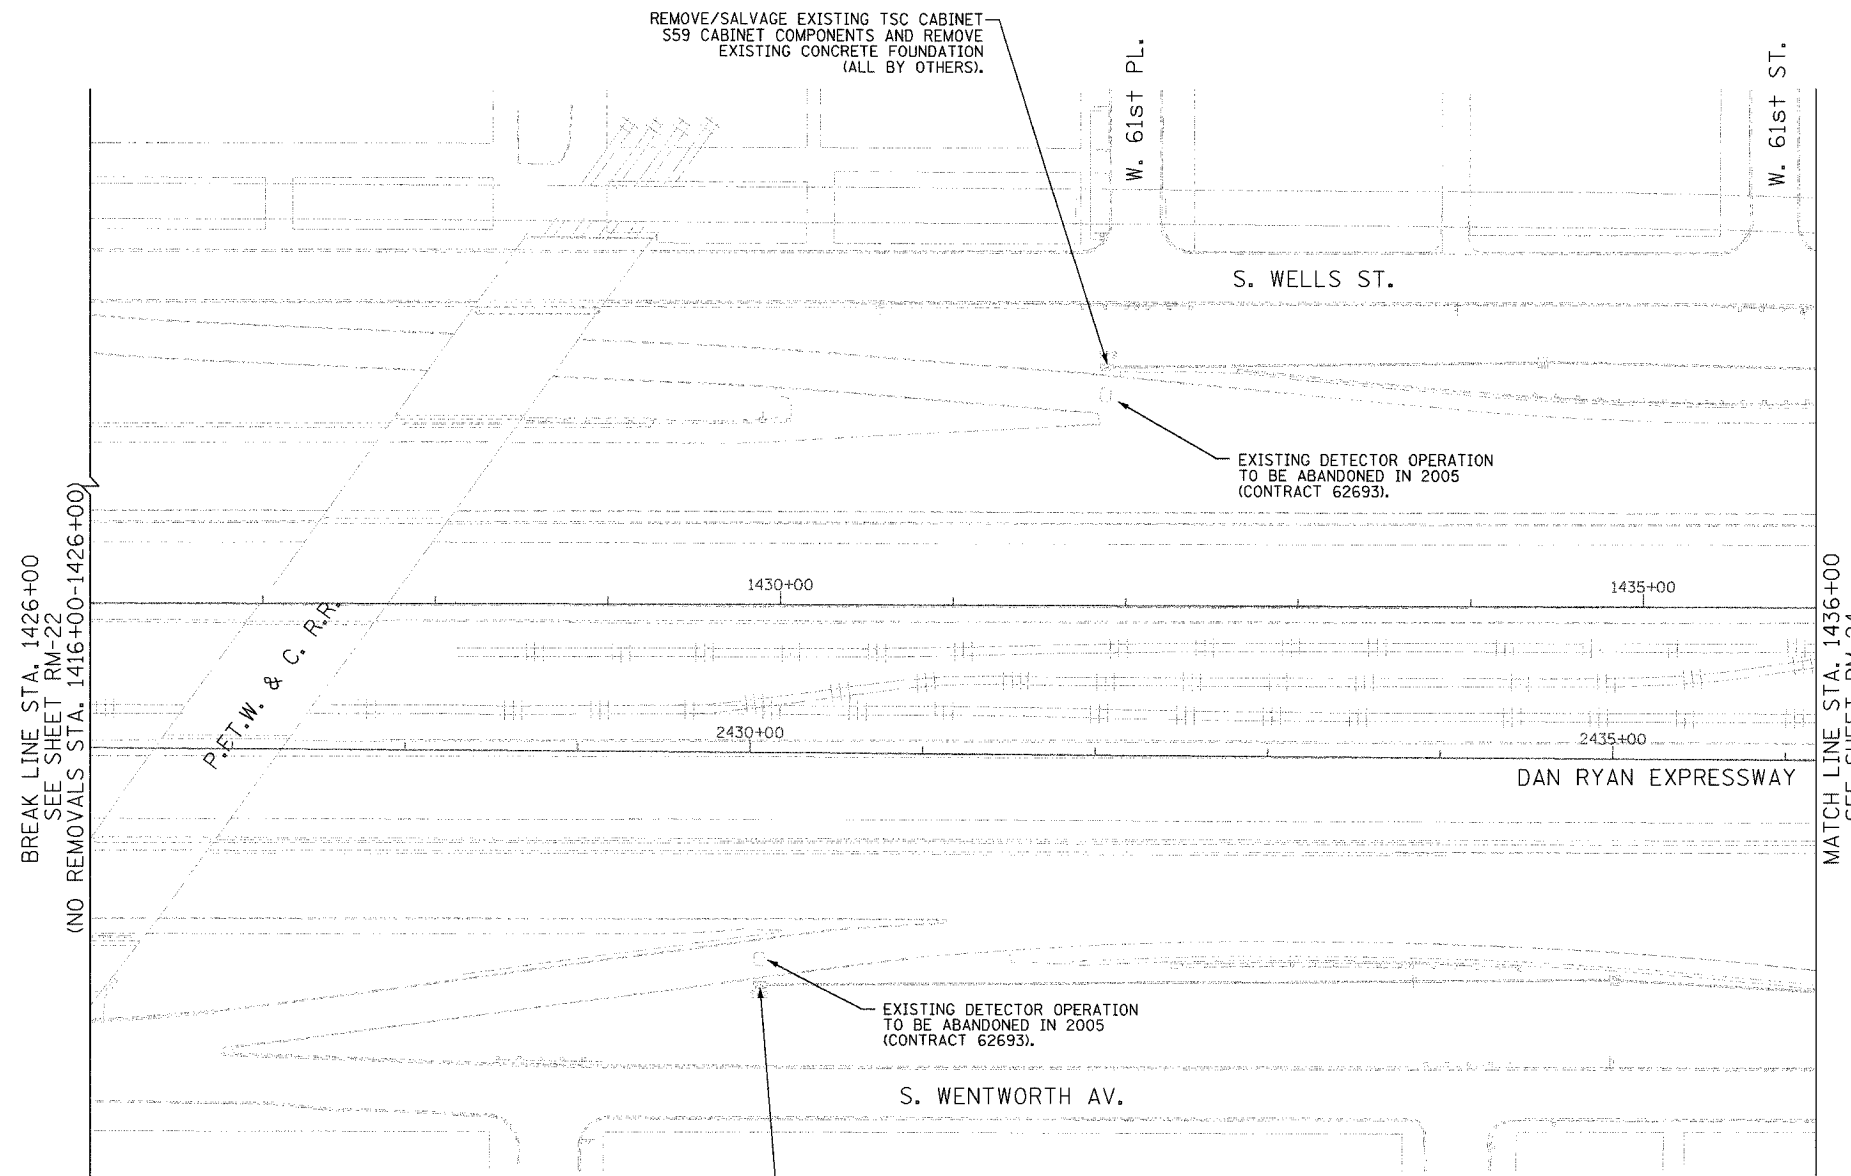 REMOVE/SALVAGE EXISTING TSC CABINET
S59 CABINET COMPONENTS AND REMOVE
EXISTING CONCRETE FOUNDATION
(ALL BY OTHERS).
W. 61st PL.
W. 61st ST.
S. WELLS ST.
EXISTING DETECTOR OPERATION
TO BE ABANDONED IN 2005
(CONTRACT 62693).
BREAK LINE STA. 1426+00
SEE SHEET RM-22
(NO REMOVALS STA. 1416+00-1426+00)
1430+00
1435+00
P.FT.W. & C. R.R.
2430+00
2435+00
DAN RYAN EXPRESSWAY
MATCH LINE STA. 1436+00
EXISTING DETECTOR OPERATION
TO BE ABANDONED IN 2005
(CONTRACT 62693).
S. WENTWORTH AV.